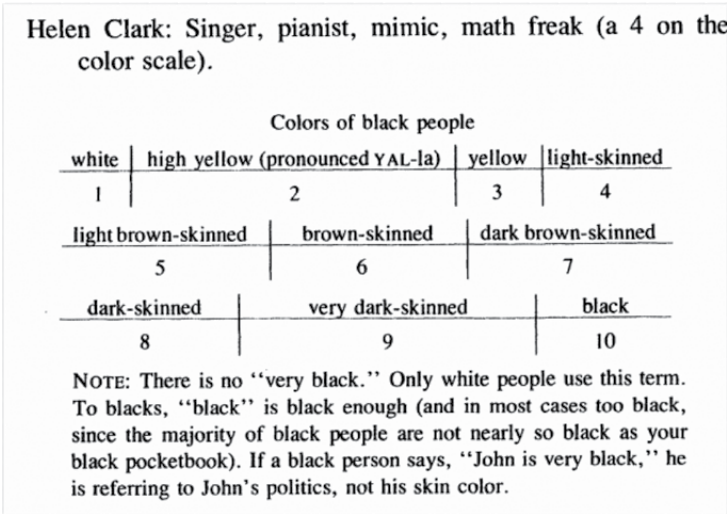 Helen Clark: Singer, pianist, mimic, math freak (a 4 on the
color scale).
Colors of black people
white high yellow (pronounced YAL-la) yellow light-skinned
1 2 3 4
light brown-skinned brown-skinned dark brown-skinned
5 6 7
dark-skinned very dark-skinned black
8 9 10
NOTE: There is no “very black.” Only white people use this term.
To blacks, “black” is black enough (and in most cases too black,
since the majority of black people are not nearly so black as your
black pocketbook). If a black person says, “John is very black,” he
is referring to John’s politics, not his skin color.